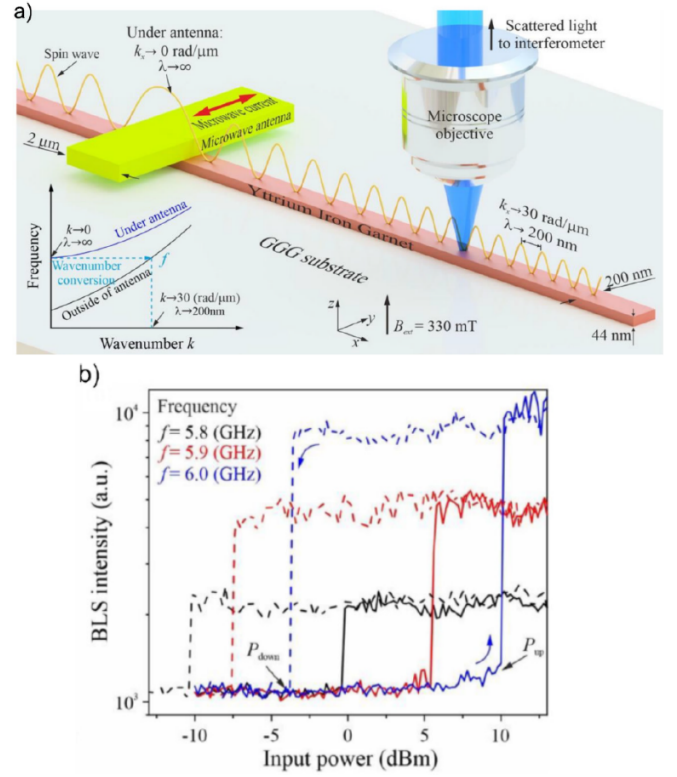 a)
Scattered light
to interferometer
Under antenna:
kₓ→ 0 rad/μm
λ→∞
Spin wave
Microwave current
Microwave antenna
Microscope
objective
2 μm
Yttrium Iron Garnet
kₓ→30 rad/μm
λ→ 200 nm
GGG substrate
200 nm
44 nm
z
y
x
Bₑₓₜ = 330 mT
Frequency
k→0
λ→∞
Under antenna
Wavenumber
conversion
f
Outside of antenna
k→30 (rad/μm)
λ→200nm
Wavenumber k
b)
Frequency
f= 5.8 (GHz)
f= 5.9 (GHz)
f= 6.0 (GHz)
10⁴
10³
BLS intensity (a.u.)
P_down
P_up
-10 -5 0 5 10
Input power (dBm)